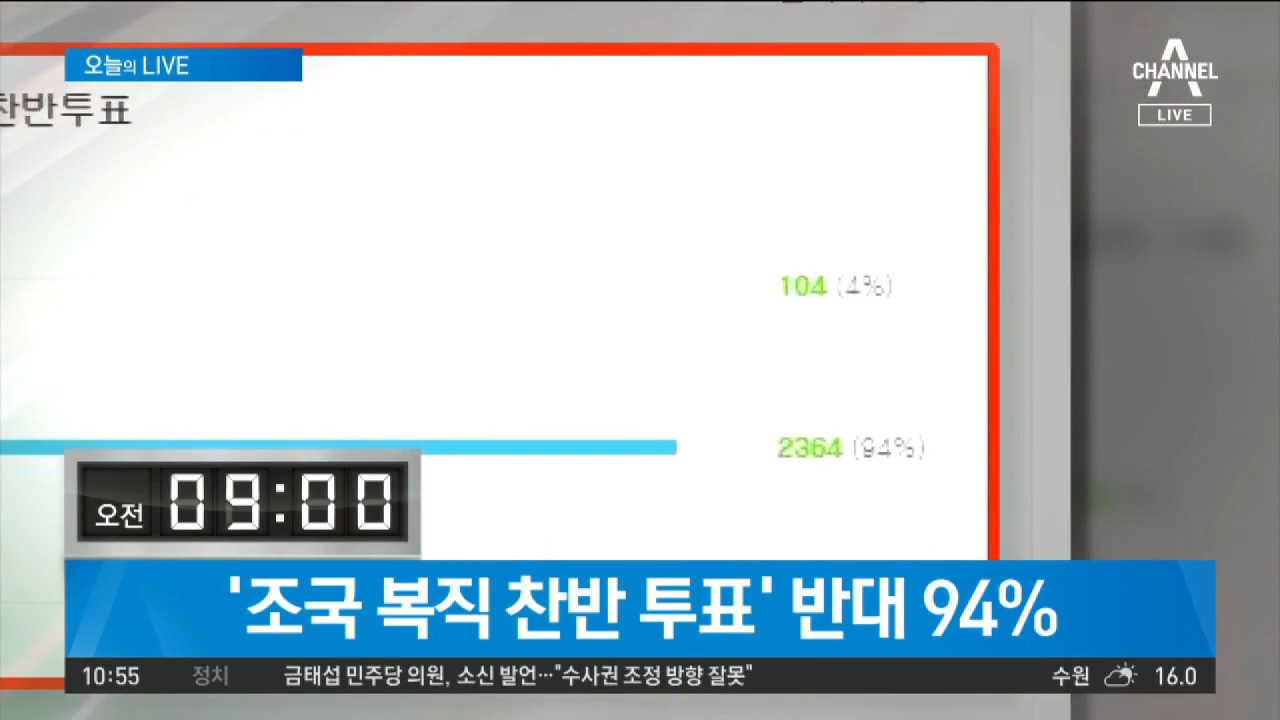 오늘의 LIVE
CHANNEL A
LIVE
찬반투표
104 (4%)
2364 (94%)
오전 09:00
'조국 복직 찬반 투표' 반대 94%
10:55 정치 금태섭 민주당 의원, 소신 발언…"수사권 조정 방향 잘못" 수원 16.0